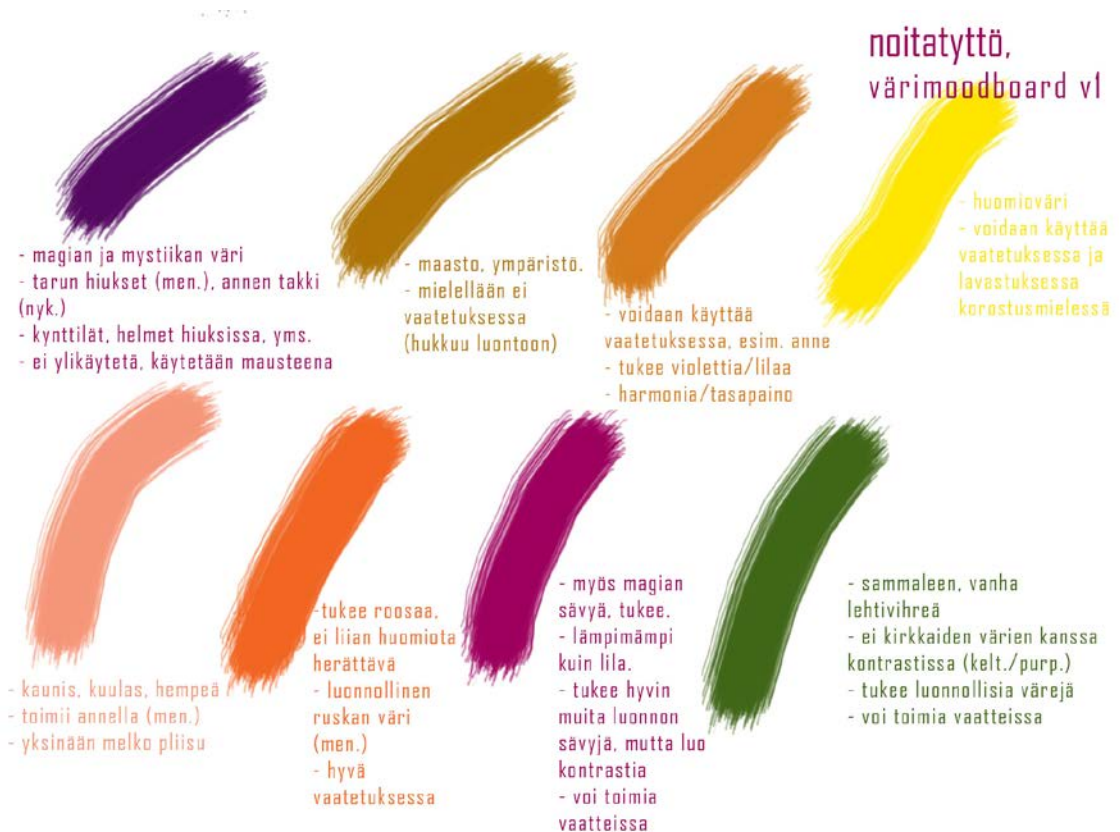 noitatyttö,
värimoodboard v1
- magian ja mystiikan väri
- tarun hiukset (men.), annen takki
(nyk.)
- kynttilät, helmet hiuksissa, yms.
- ei ylikäytetä, käytetään mausteena
- maasto, ympäristö.
- mielellään ei
vaatetuksessa
(hukkuu luontoon)
- voidaan käyttää
vaatetuksessa, esim. anne
- tukee violettia/lilaa
- harmonia/tasapaino
- huomioväri
- voidaan käyttää
vaatetuksessa ja
lavastuksessa
korostusmielessä
- kaunis, kuulas, hempeä
- toimii annella (men.)
- yksinään melko pliisu
-tukee roosaa,
ei liian huomiota
herättävä
- luonnollinen
ruskan väri
(men.)
- hyvä
vaatetuksessa
- myös magian
sävyä, tukee.
- lämpimämpi
kuin lila.
- tukee hyvin
muita luonnon
sävyjä, mutta luo
kontrastia
- voi toimia
vaatteissa
- sammaleen, vanha
lehtivihreä
- ei kirkkaiden värien kanssa
kontrastissa (kelt./purp.)
- tukee luonnollisia värejä
- voi toimia vaatteissa